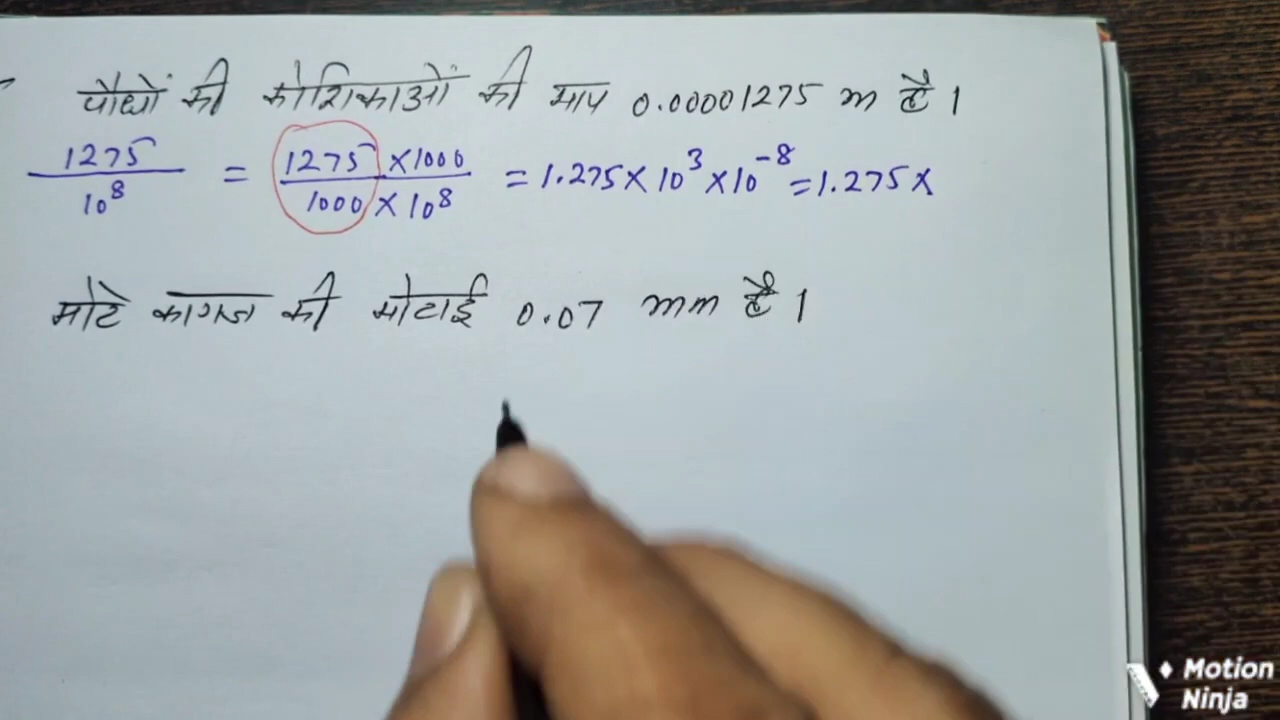 पौधों की कोशिकाओं की माप 0.00001275 m है।
1275/10^8 = 1275×1000/1000×10^8 = 1.275×10^3×10^-8 = 1.275×
मोटे कागज की मोटाई 0.07 mm है।
Motion
Ninja